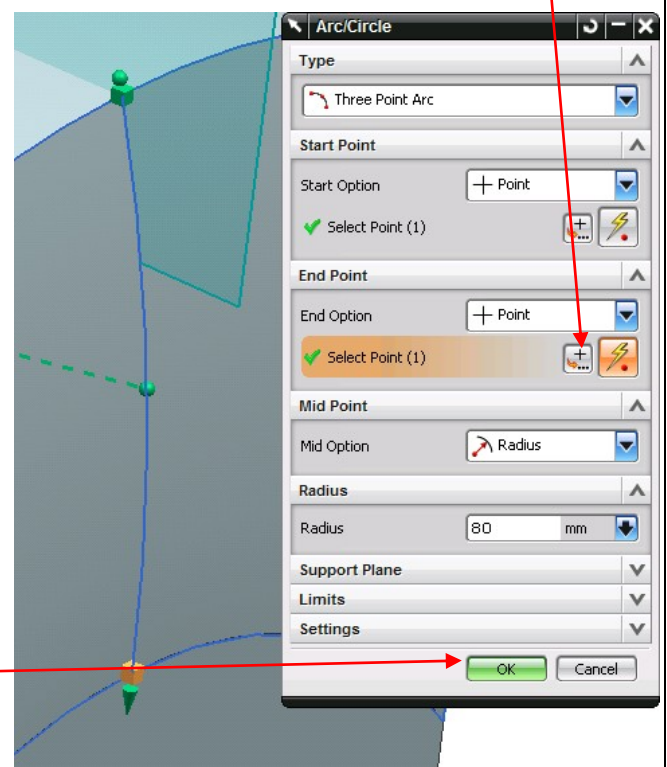 Arc/Circle
Type
Three Point Arc
Start Point
Start Option Point
Select Point (1)
End Point
End Option Point
Select Point (1)
Mid Point
Mid Option Radius
Radius
Radius 80 mm
Support Plane
Limits
Settings
OK Cancel